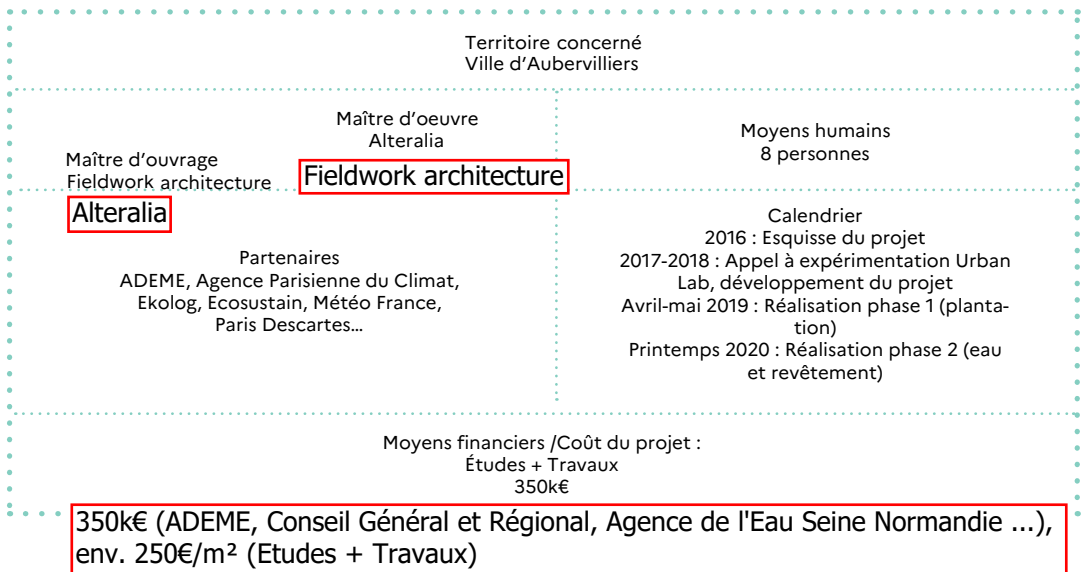 Territoire concerné
Ville d'Aubervilliers
Maître d'ouvrage
Fieldwork architecture
Alteralia
Maître d'oeuvre
Alteralia
Fieldwork architecture
Moyens humains
8 personnes
Partenaires
ADEME, Agence Parisienne du Climat,
Ekolog, Ecosustain, Météo France,
Paris Descartes…
Calendrier
2016 : Esquisse du projet
2017-2018 : Appel à expérimentation Urban
Lab, développement du projet
Avril-mai 2019 : Réalisation phase 1 (planta-
tion)
Printemps 2020 : Réalisation phase 2 (eau
et revêtement)
Moyens financiers /Coût du projet :
Études + Travaux
350k€
350k€ (ADEME, Conseil Général et Régional, Agence de l'Eau Seine Normandie ...),
env. 250€/m² (Etudes + Travaux)